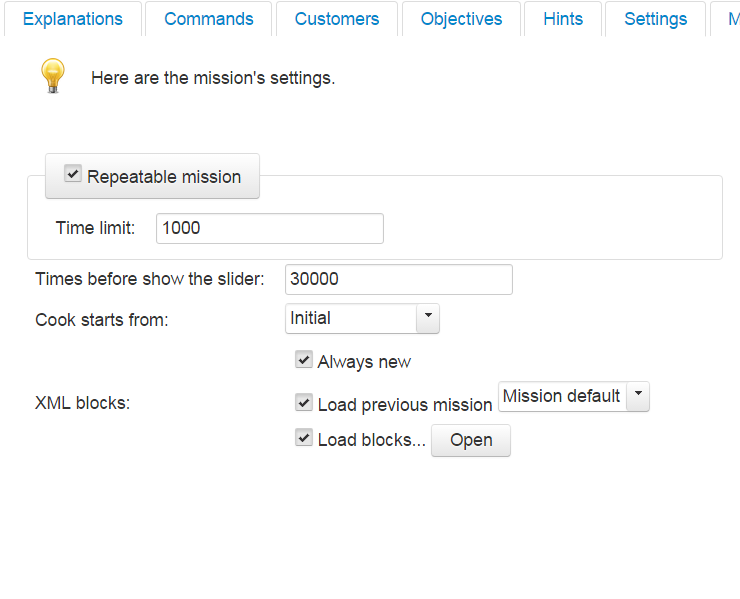 Explanations Commands Customers Objectives Hints Settings M
Here are the mission's settings.
Repeatable mission
Time limit: 1000
Times before show the slider: 30000
Cook starts from: Initial
Always new
XML blocks: Load previous mission Mission default
Load blocks... Open